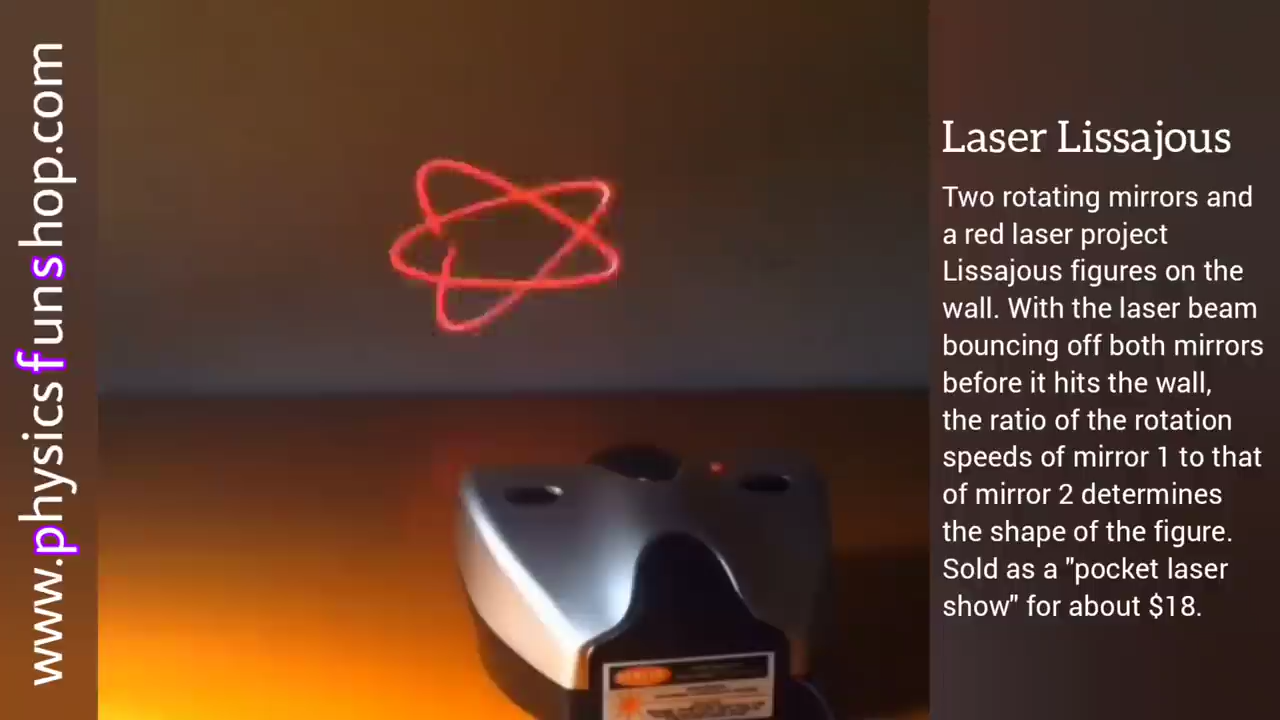 www.physicsfunshop.com
Laser Lissajous
Two rotating mirrors and
a red laser project
Lissajous figures on the
wall. With the laser beam
bouncing off both mirrors
before it hits the wall,
the ratio of the rotation
speeds of mirror 1 to that
of mirror 2 determines
the shape of the figure.
Sold as a "pocket laser
show" for about $18.